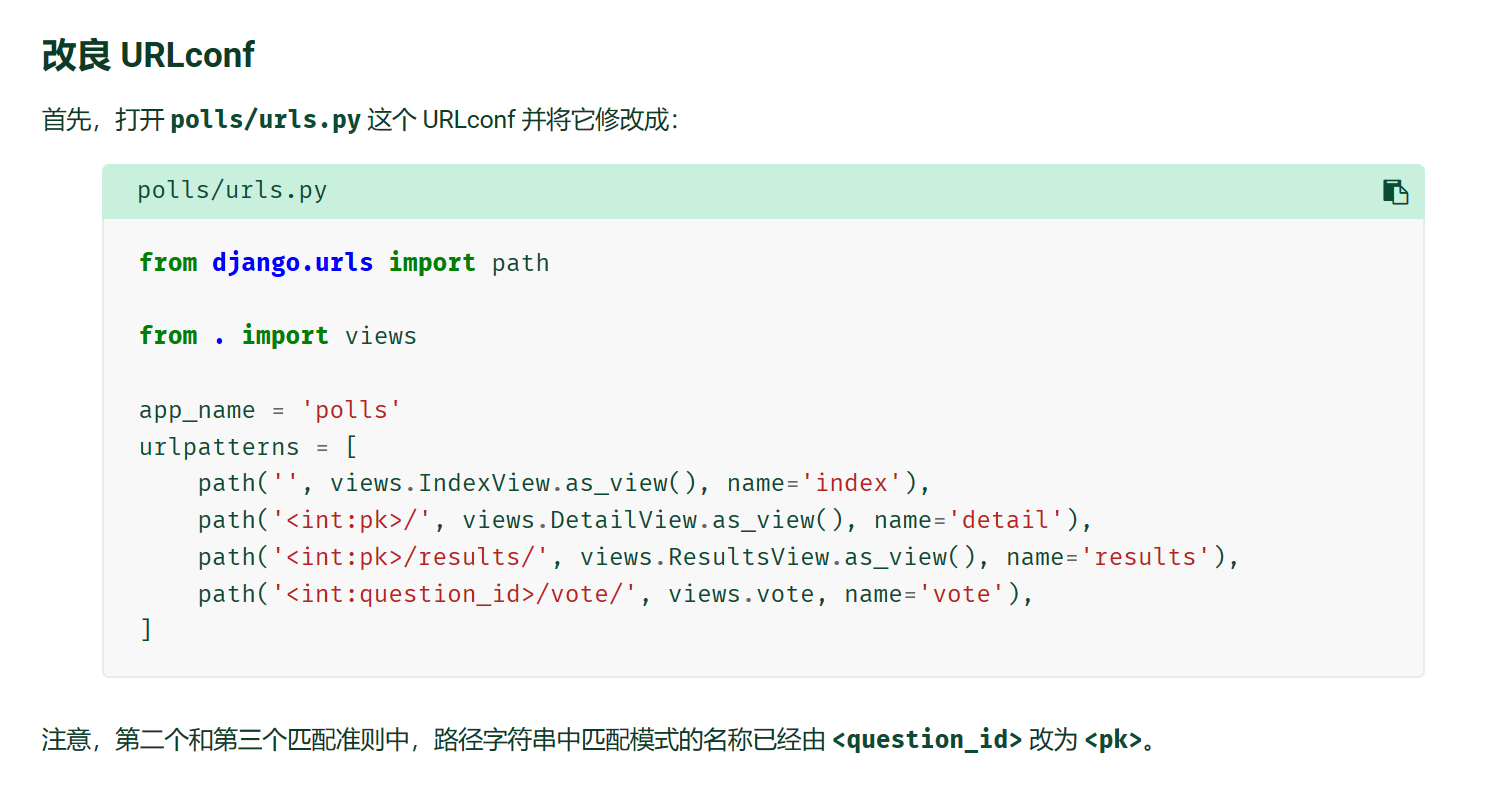 改良 URLconf
首先，打开 polls/urls.py 这个 URLconf 并将它修改成：
polls/urls.py
from django.urls import path
from . import views
app_name = 'polls'
urlpatterns = [
    path('', views.IndexView.as_view(), name='index'),
    path('<int:pk>/', views.DetailView.as_view(), name='detail'),
    path('<int:pk>/results/', views.ResultsView.as_view(), name='results'),
    path('<int:question_id>/vote/', views.vote, name='vote'),
]
注意，第二个和第三个匹配准则中，路径字符串中匹配模式的名称已经由 <question_id> 改为 <pk>。